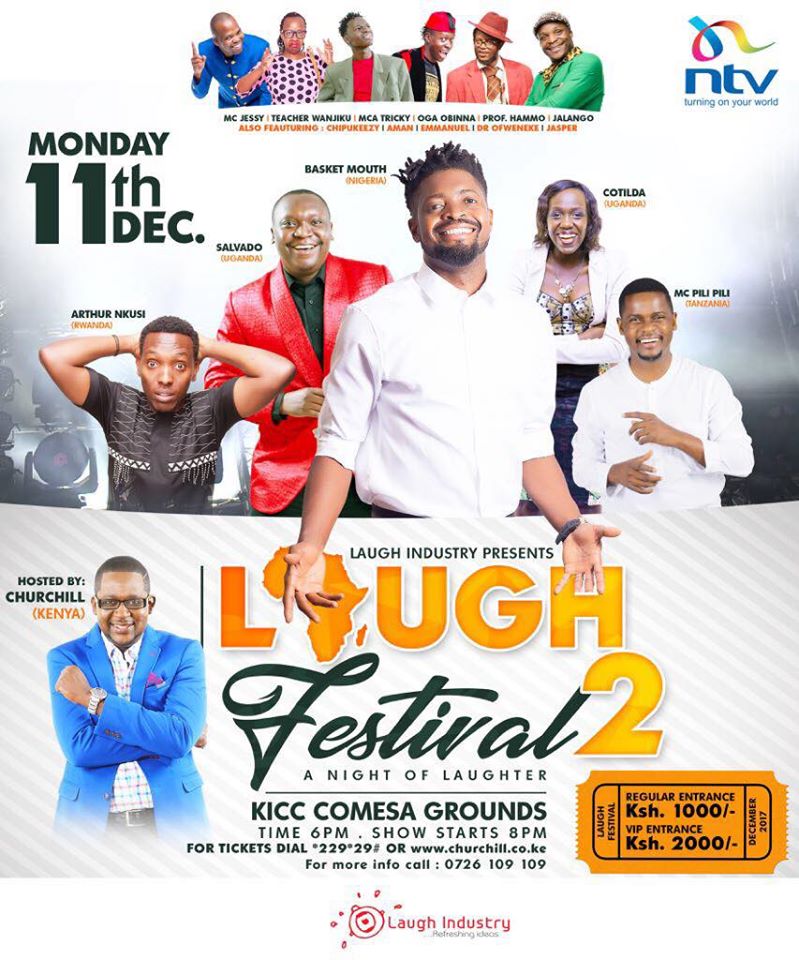 ntv
turning on your world
MC JESSY | TEACHER WANJIKU | MCA TRICKY | OGA OBINNA | PROF. HAMMO | JALANGO
ALSO FEAUTURING : CHIPUKEEZY | AMAN | EMMANUEL | DR OFWENEKE | JASPER
MONDAY
11th
DEC.
BASKET MOUTH
(NIGERIA)
COTILDA
(UGANDA)
SALVADO
(UGANDA)
MC PILI PILI
(TANZANIA)
ARTHUR NKUSI
(RWANDA)
LAUGH INDUSTRY PRESENTS
HOSTED BY:
CHURCHILL
(KENYA)
LAUGH
Festival 2
A NIGHT OF LAUGHTER
KICC COMESA GROUNDS
TIME 6PM . SHOW STARTS 8PM
FOR TICKETS DIAL *229*29# OR www.churchill.co.ke
For more info call : 0726 109 109
LAUGH
FESTIVAL
REGULAR ENTRANCE
Ksh. 1000/-
VIP ENTRANCE
Ksh. 2000/-
DECEMBER
2017
Laugh Industry
....Refreshing ideas